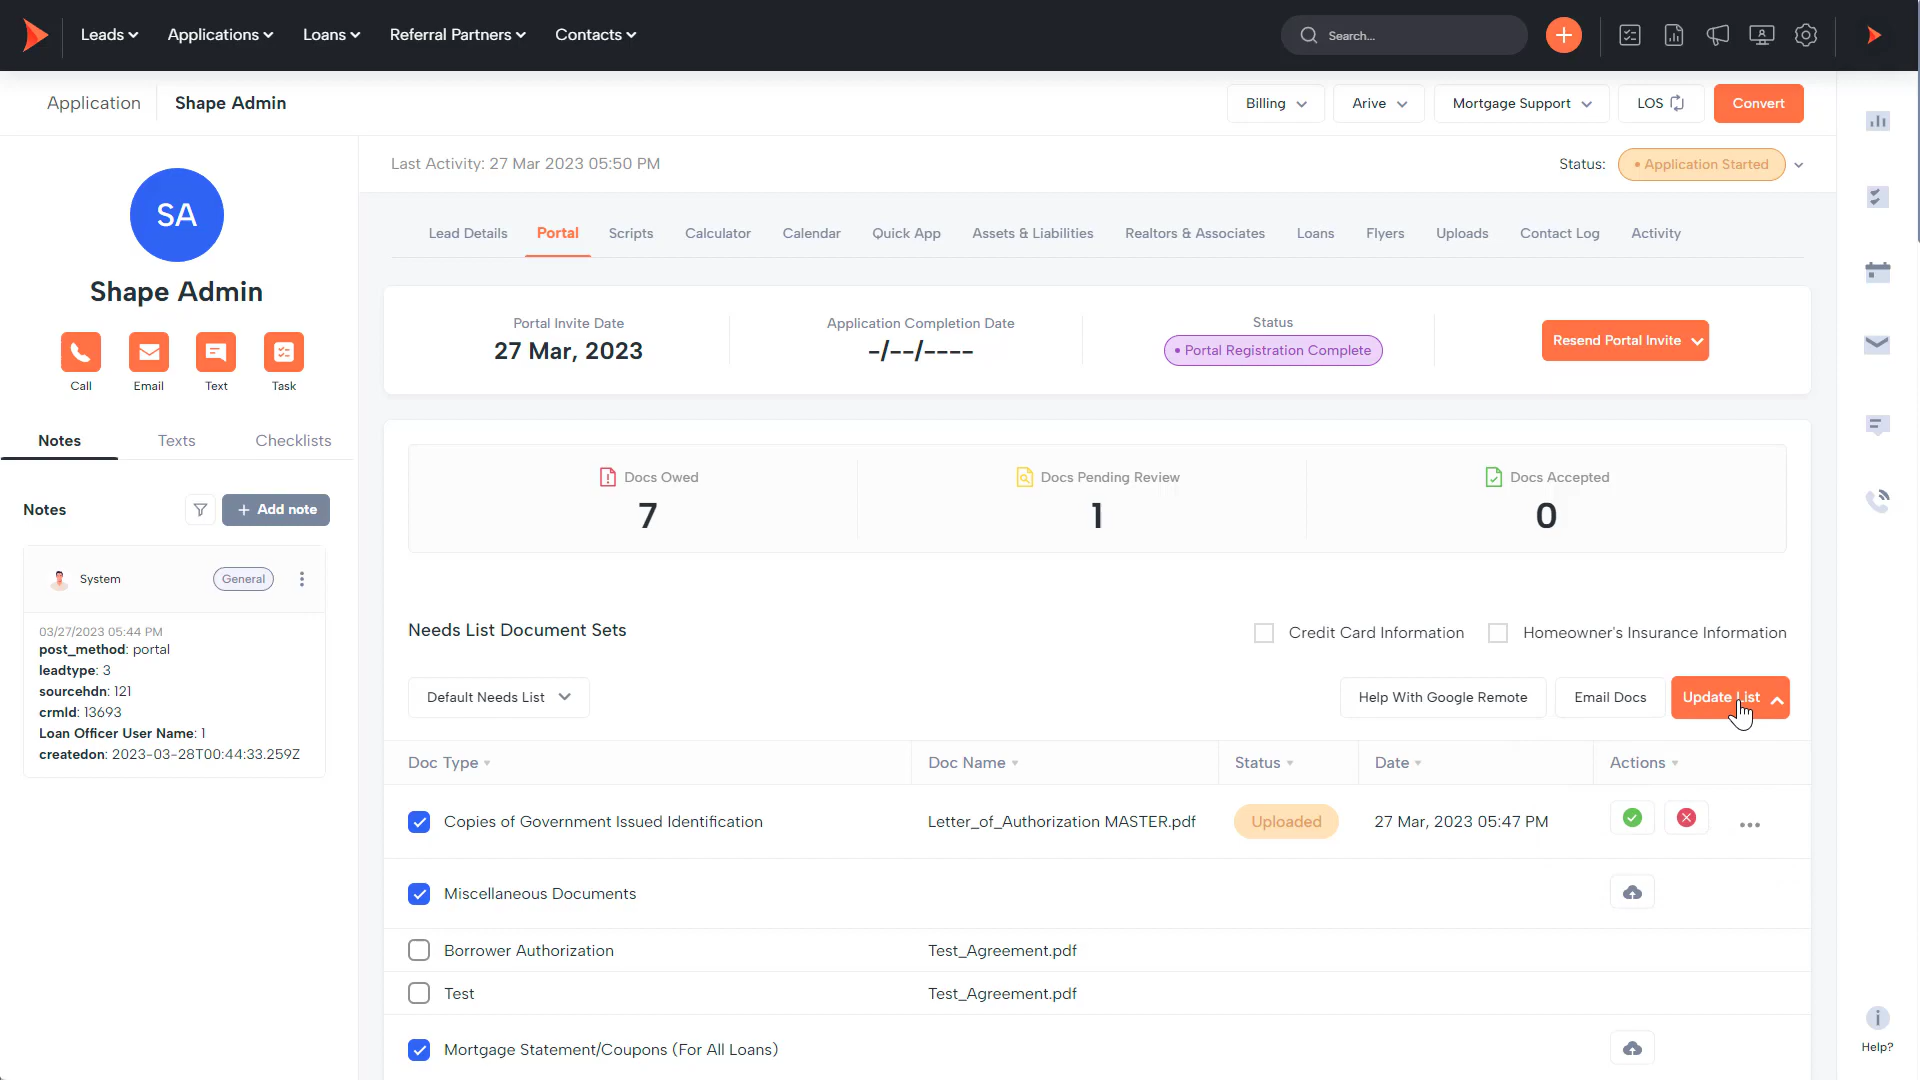 Leads
Applications
Loans
Referral Partners
Contacts
Search...
Application
Shape Admin
Billing
Arive
Mortgage Support
LOS
Convert
Last Activity: 27 Mar 2023 05:50 PM
Status:
• Application Started
SA
Shape Admin
Call
Email
Text
Task
Lead Details
Portal
Scripts
Calculator
Calendar
Quick App
Assets & Liabilities
Realtors & Associates
Loans
Flyers
Uploads
Contact Log
Activity
Portal Invite Date
27 Mar, 2023
Application Completion Date
-/--/----
Status
• Portal Registration Complete
Resend Portal Invite
Notes
Texts
Checklists
Notes
+ Add note
System
General
03/27/2023 05:44 PM
post_method: portal
leadtype: 3
sourcehdn: 121
crmId: 13693
Loan Officer User Name: 1
createdon: 2023-03-28T00:44:33.259Z
Docs Owed
7
Docs Pending Review
1
Docs Accepted
0
Needs List Document Sets
Credit Card Information
Homeowner's Insurance Information
Default Needs List
Help With Google Remote
Email Docs
Update List
Doc Type
Doc Name
Status
Date
Actions
Copies of Government Issued Identification
Letter_of_Authorization MASTER.pdf
Uploaded
27 Mar, 2023 05:47 PM
Miscellaneous Documents
Borrower Authorization
Test_Agreement.pdf
Test
Test_Agreement.pdf
Mortgage Statement/Coupons (For All Loans)
Help?